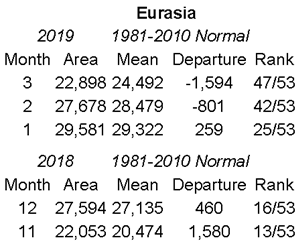 Eurasia
2019 1981-2010 Normal
Month Area Mean Departure Rank
3 22,898 24,492 -1,594 47/53
2 27,678 28,479 -801 42/53
1 29,581 29,322 259 25/53
2018 1981-2010 Normal
Month Area Mean Departure Rank
12 27,594 27,135 460 16/53
11 22,053 20,474 1,580 13/53